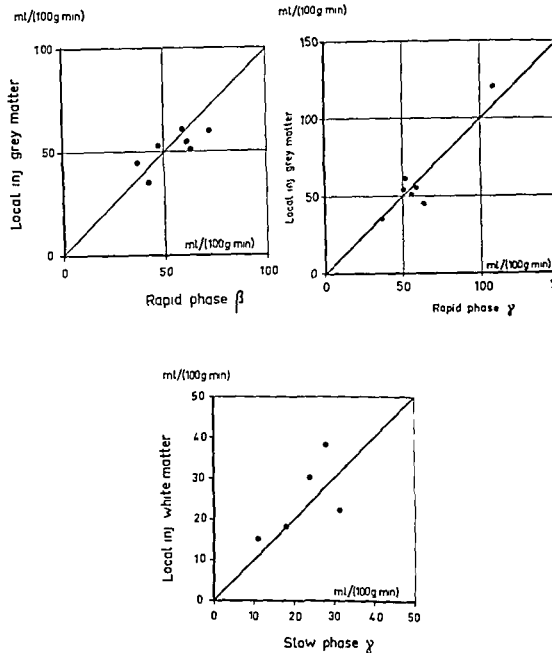 ml/(100g min)
100
50
0
Local inj grey matter
ml/(100g min)
0
50
100
Rapid phase β
ml/(100g min)
150
100
50
0
Local inj grey matter
ml/(100g min)
0
50
100
Rapid phase γ
ml/(100g min)
50
40
30
20
10
0
Local inj white matter
ml/(100g min)
0
10
20
30
40
50
Slow phase γ